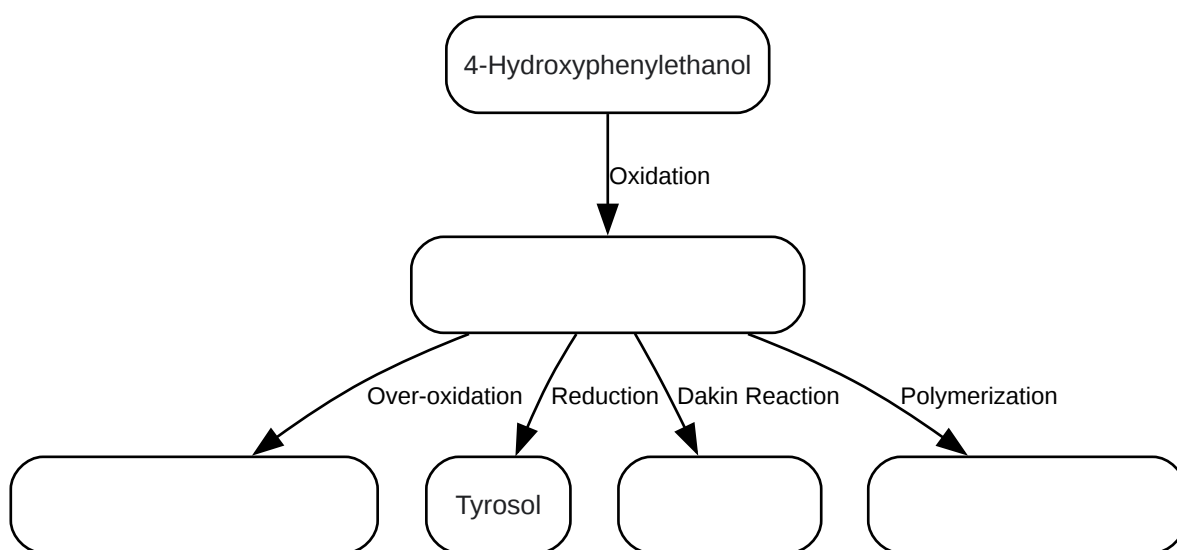 4-Hydroxyphenylethanol
Oxidation
Over-oxidation
Reduction
Dakin Reaction
Polymerization
Tyrosol